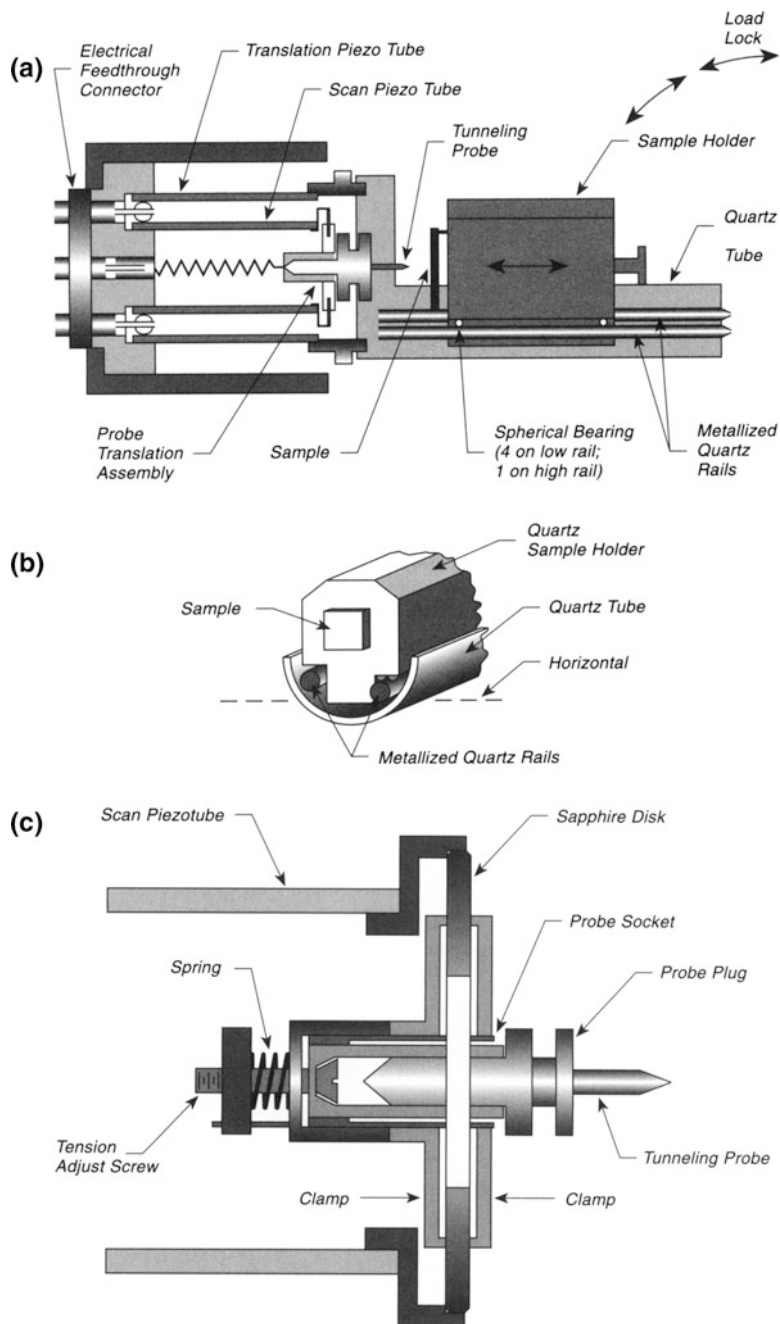 (a)
Electrical
Feedthrough
Connector
Translation Piezo Tube
Scan Piezo Tube
Tunneling
Probe
Load
Lock
Sample Holder
Quartz
Tube
Probe
Translation
Assembly
Sample
Spherical Bearing
(4 on low rail;
1 on high rail)
Metallized
Quartz
Rails
(b)
Quartz
Sample Holder
Sample
Quartz Tube
Horizontal
Metallized Quartz Rails
(c)
Scan Piezotube
Sapphire Disk
Probe Socket
Spring
Probe Plug
Tension
Adjust Screw
Clamp
Clamp
Tunneling Probe